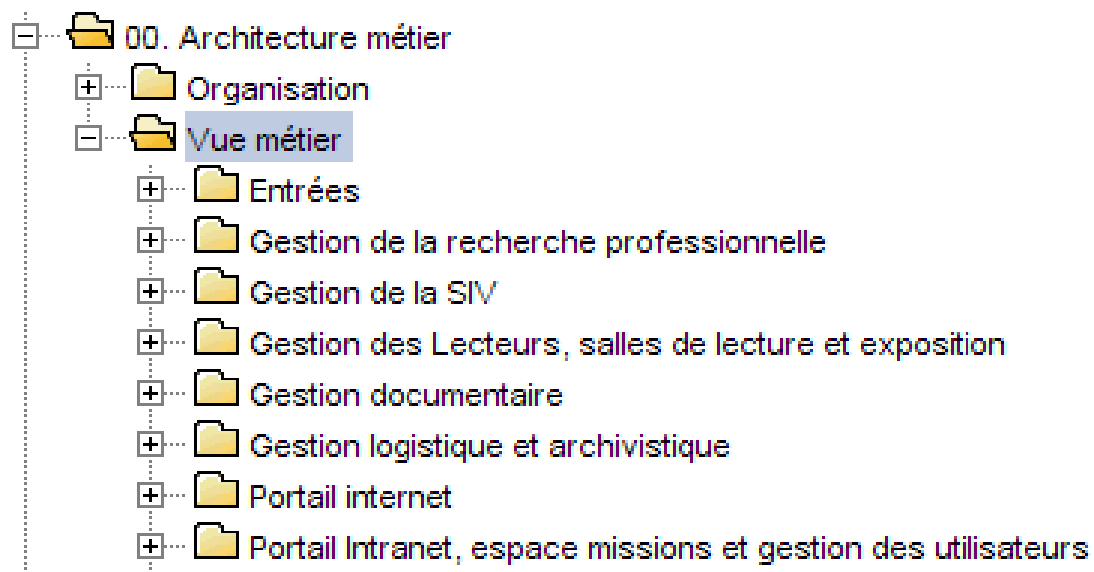 00. Architecture métier
Organisation
Vue métier
Entrées
Gestion de la recherche professionnelle
Gestion de la SIV
Gestion des Lecteurs, salles de lecture et exposition
Gestion documentaire
Gestion logistique et archivistique
Portail internet
Portail Intranet, espace missions et gestion des utilisateurs